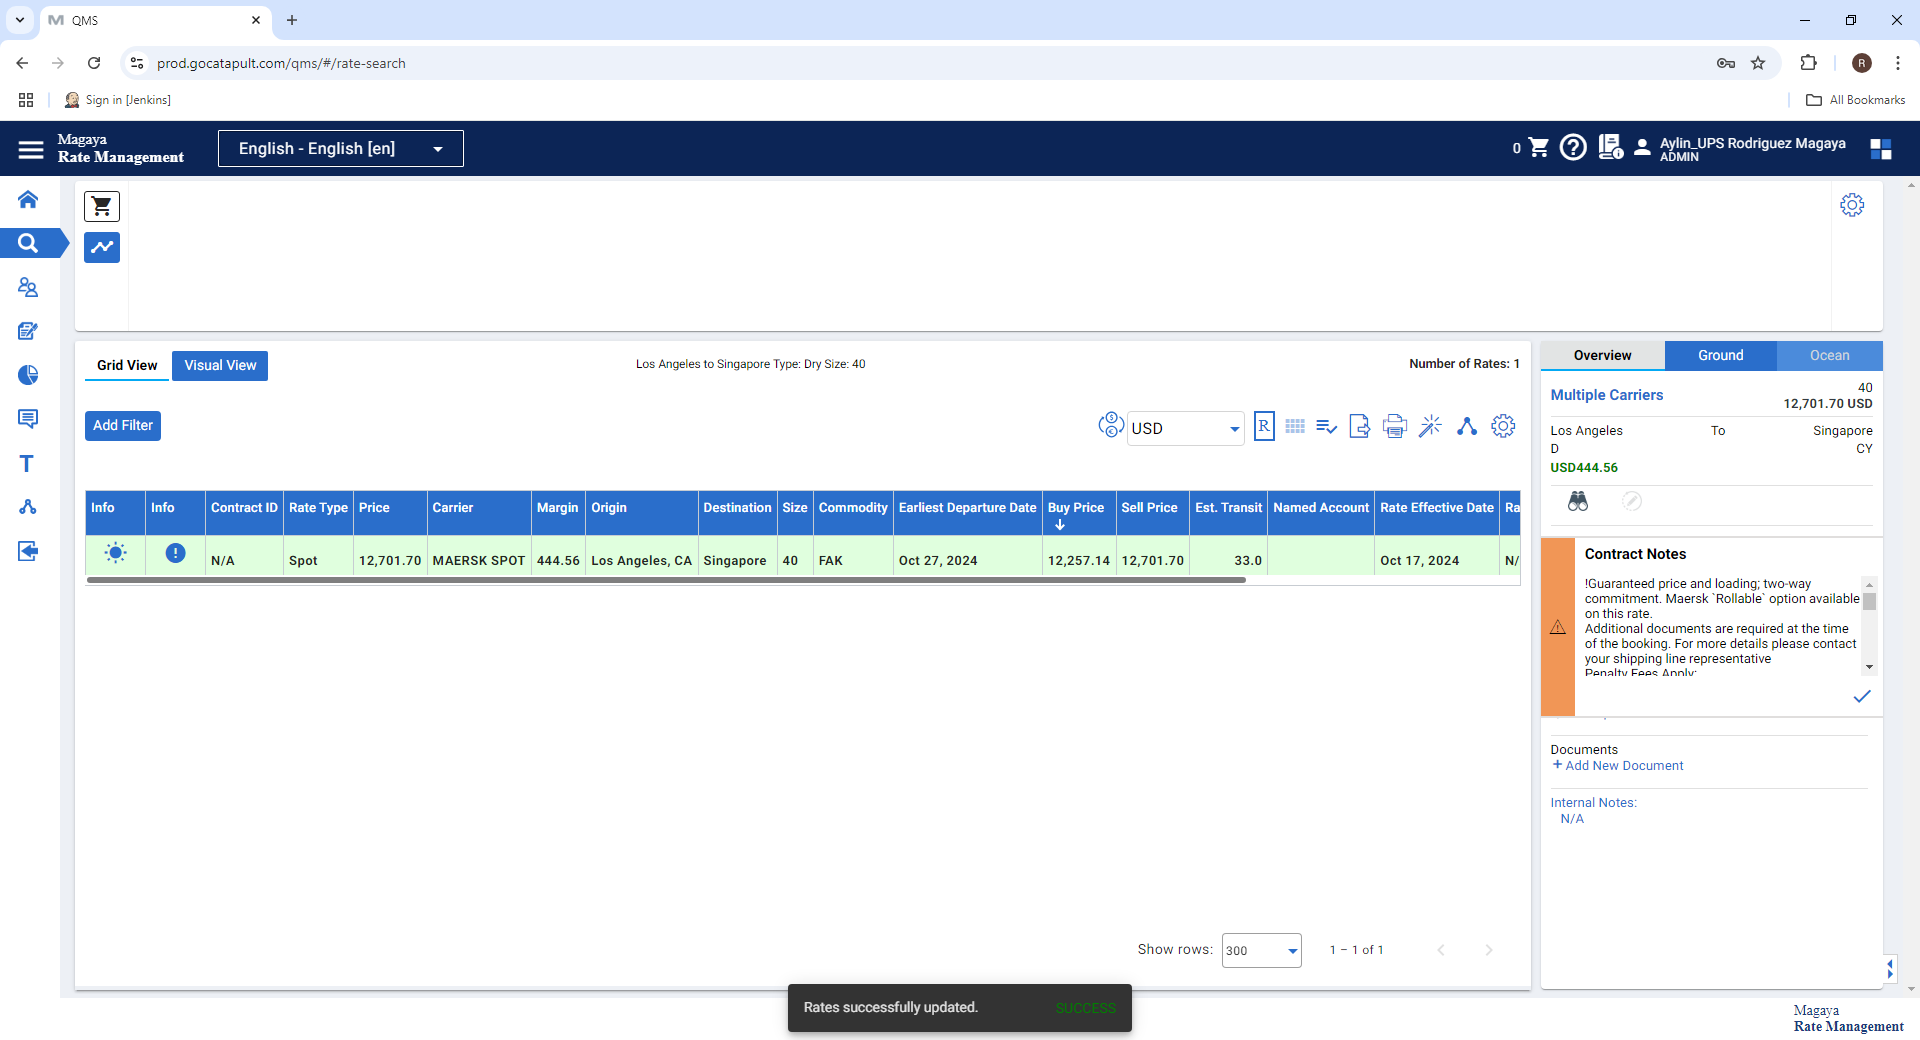 QMS
prod.gocatapult.com/qms/#/rate-search
R
Sign in [Jenkins]
All Bookmarks
Magaya
Rate Management
English - English [en]
0
Aylin_UPS Rodriguez Magaya
ADMIN
Grid View
Visual View
Los Angeles to Singapore Type: Dry Size: 40
Number of Rates: 1
Add Filter
USD
R
Info Info Contract ID Rate Type Price Carrier Margin Origin Destination Size Commodity Earliest Departure Date Buy Price Sell Price Est. Transit Named Account Rate Effective Date Ra
N/A Spot 12,701.70 MAERSK SPOT 444.56 Los Angeles, CA Singapore 40 FAK Oct 27, 2024 12,257.14 12,701.70 33.0 Oct 17, 2024 N/
Show rows: 300 1 – 1 of 1
Overview Ground Ocean
40
Multiple Carriers
12,701.70 USD
Los Angeles To Singapore
D CY
USD444.56
Contract Notes
!Guaranteed price and loading; two-way
commitment. Maersk `Rollable` option available
on this rate.
Additional documents are required at the time
of the booking. For more details please contact
your shipping line representative
Penalty Fees Apply:
Documents
+ Add New Document
Internal Notes:
N/A
Rates successfully updated. SUCCESS
Magaya
Rate Management